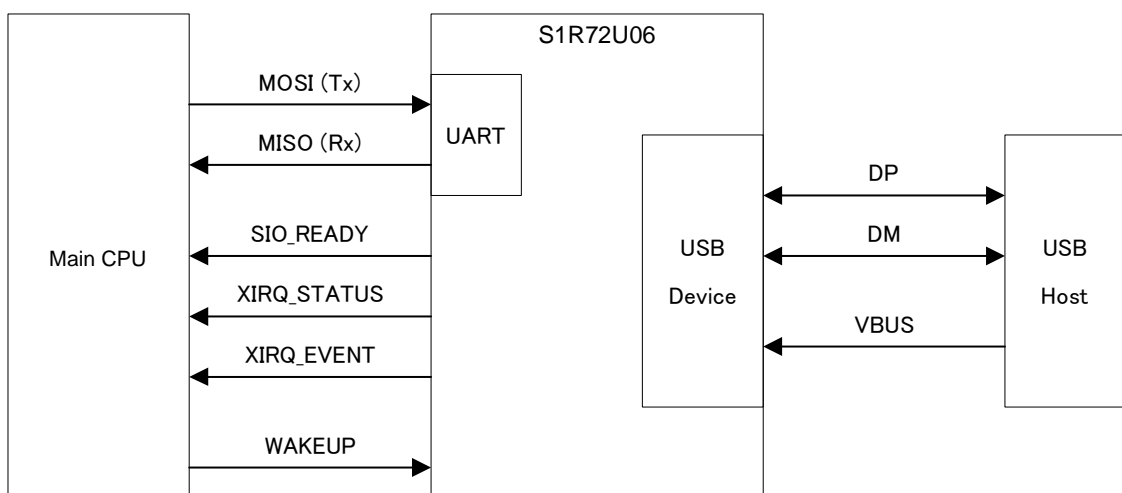 S1R72U06
MOSI (Tx)
MISO (Rx)
UART
SIO_READY
XIRQ_STATUS
XIRQ_EVENT
WAKEUP
Main CPU
USB
Device
DP
DM
VBUS
USB
Host